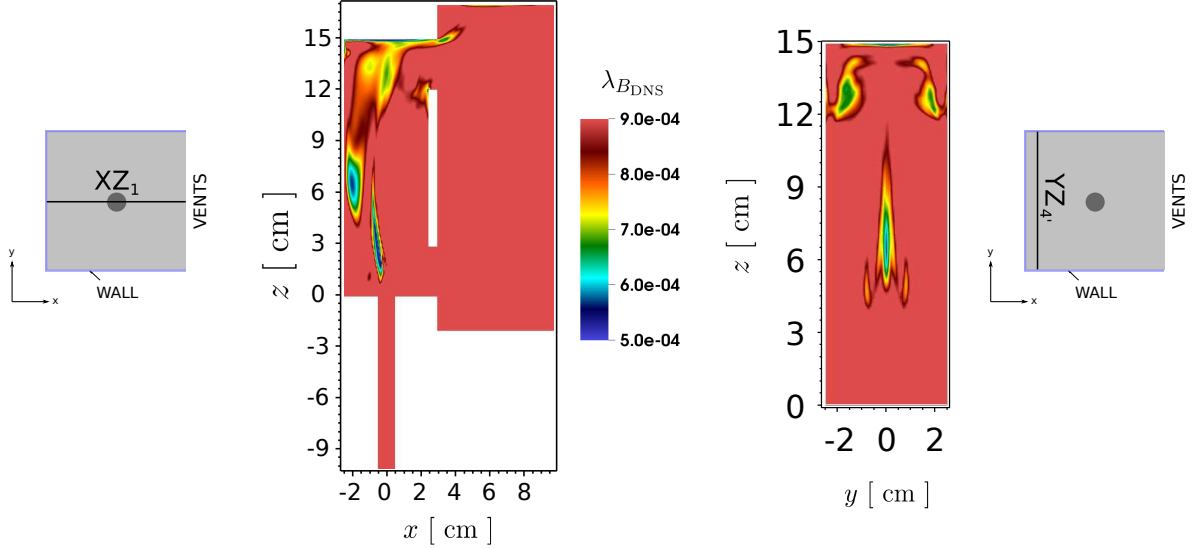 y
x
XZ1
VENTS
WALL
15
12
9
6
3
0
-3
-6
-9
z [ cm ]
-2 0 2 4 6 8
x [ cm ]
λBDNS
9.0e-04
8.0e-04
7.0e-04
6.0e-04
5.0e-04
15
12
9
6
3
0
z [ cm ]
-2 0 2
y [ cm ]
y
x
YZ4'
VENTS
WALL